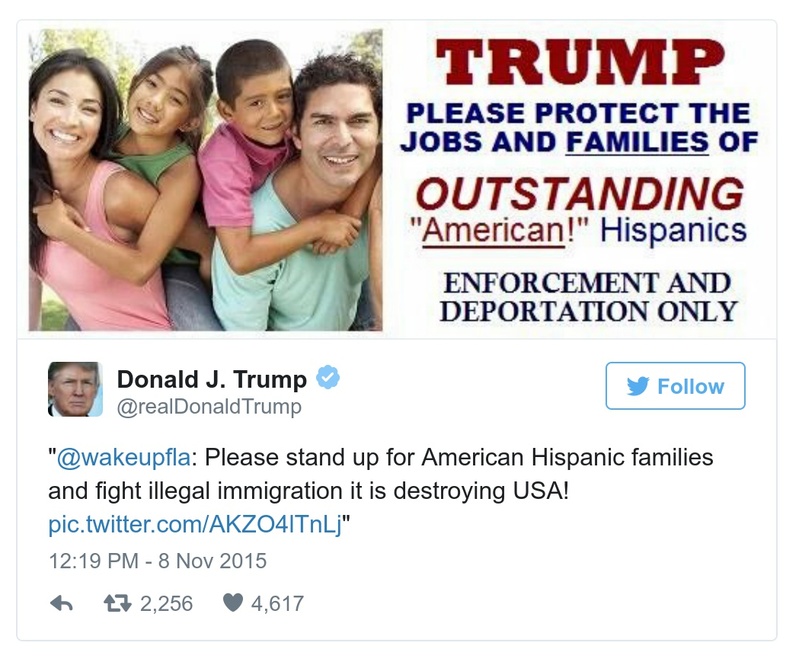 TRUMP
PLEASE PROTECT THE
JOBS AND FAMILIES OF
OUTSTANDING
"American!" Hispanics
ENFORCEMENT AND
DEPORTATION ONLY
Donald J. Trump
@realDonaldTrump
Follow
"@wakeupfla: Please stand up for American Hispanic families
and fight illegal immigration it is destroying USA!
pic.twitter.com/AKZO4lTnLj"
12:19 PM - 8 Nov 2015
2,256 4,617